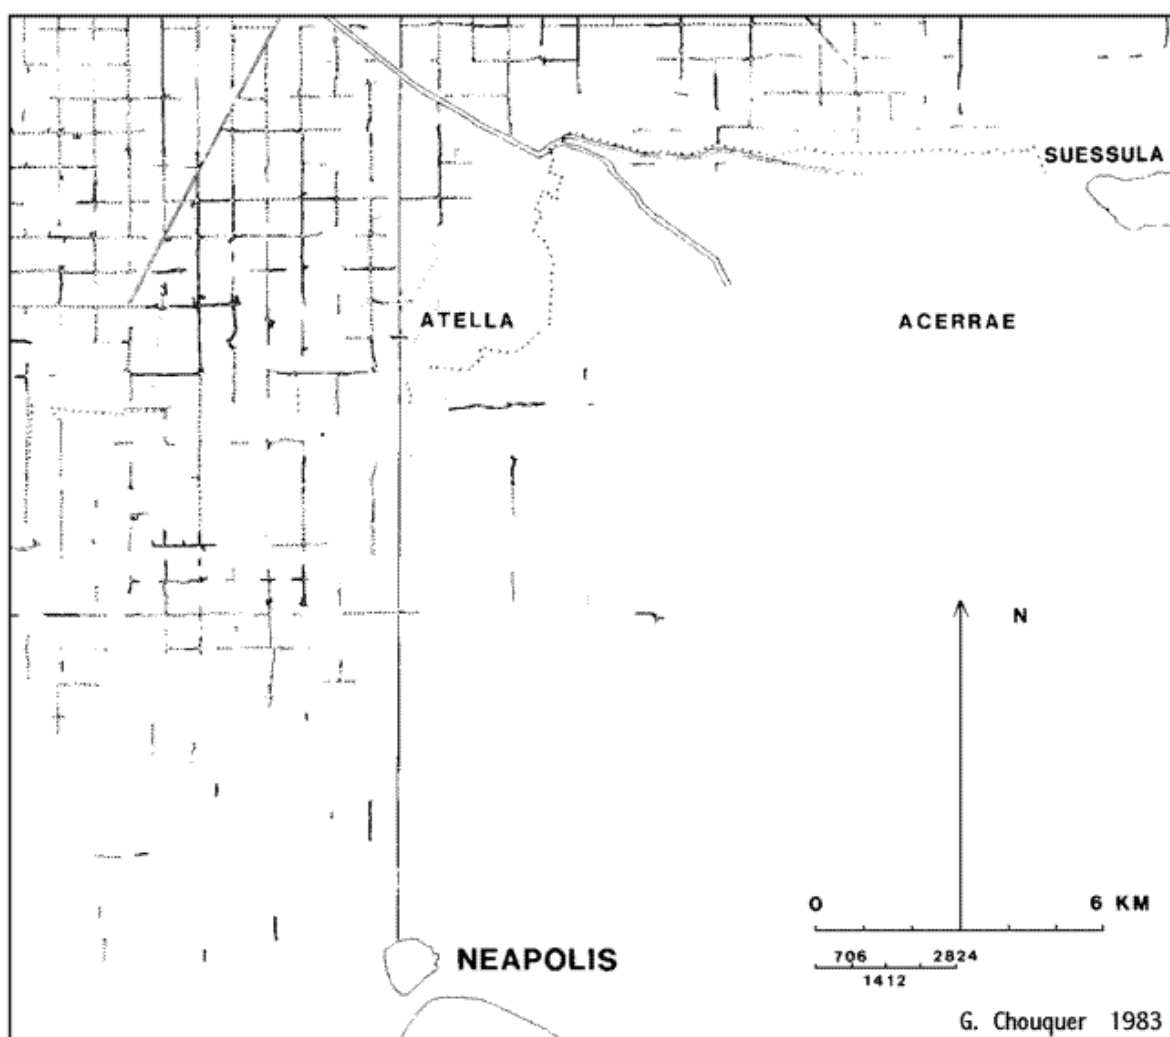 SUESSULA
ATELLA
ACERRAE
N
0 6 KM
706 2824
1412
NEAPOLIS
G. Chouquer 1983